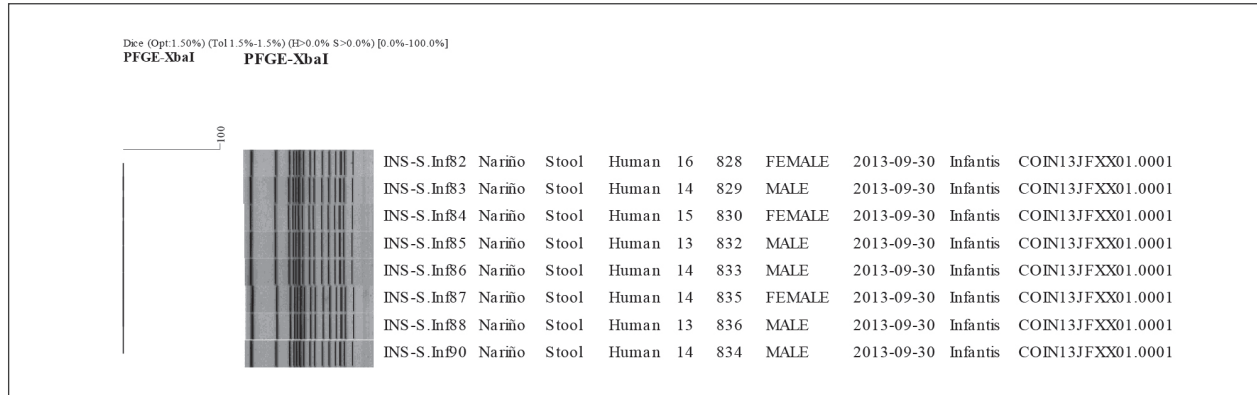 Dice (Opt:1.50%) (Tol 1.5%-1.5%) (H>0.0% S>0.0%) [0.0%-100.0%]
PFGE-XbaI PFGE-XbaI
100
INS-S.Inf82 Nariño Stool Human 16 828 FEMALE 2013-09-30 Infantis COIN13JFXX01.0001
INS-S.Inf83 Nariño Stool Human 14 829 MALE 2013-09-30 Infantis COIN13JFXX01.0001
INS-S.Inf84 Nariño Stool Human 15 830 FEMALE 2013-09-30 Infantis COIN13JFXX01.0001
INS-S.Inf85 Nariño Stool Human 13 832 MALE 2013-09-30 Infantis COIN13JFXX01.0001
INS-S.Inf86 Nariño Stool Human 14 833 MALE 2013-09-30 Infantis COIN13JFXX01.0001
INS-S.Inf87 Nariño Stool Human 14 835 FEMALE 2013-09-30 Infantis COIN13JFXX01.0001
INS-S.Inf88 Nariño Stool Human 13 836 MALE 2013-09-30 Infantis COIN13JFXX01.0001
INS-S.Inf90 Nariño Stool Human 14 834 MALE 2013-09-30 Infantis COIN13JFXX01.0001